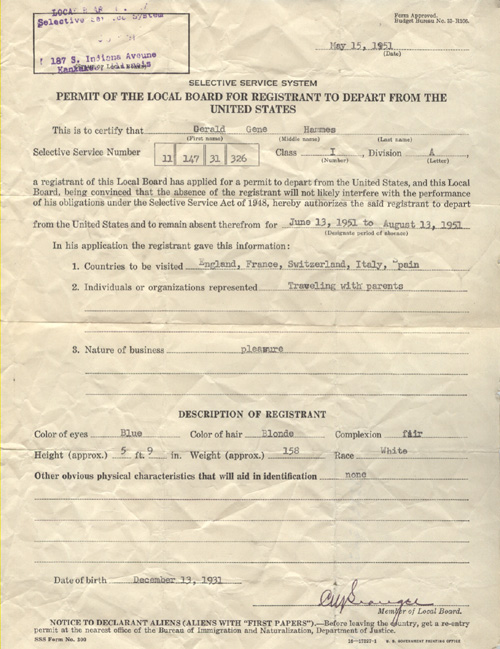 LOCAL
Selective System
187 S. Indiana Aveune
Kankakee, Illinois
Form Approved.
Budget Bureau No. 33-R106.
May 15, 1951
(Date)
SELECTIVE SERVICE SYSTEM
PERMIT OF THE LOCAL BOARD FOR REGISTRANT TO DEPART FROM THE
UNITED STATES
This is to certify that Gerald Gene Hammes
(First name) (Middle name) (Last name)
Selective Service Number 11 147 31 326 Class I, Division A,
(Number) (Letter)
a registrant of this Local Board has applied for a permit to depart from the United States, and this Local
Board, being convinced that the absence of the registrant will not likely interfere with the performance
of his obligations under the Selective Service Act of 1948, hereby authorizes the said registrant to depart
from the United States and to remain absent therefrom for June 13, 1951 to August 13, 1951
(Designate period of absence)
In his application the registrant gave this information:
1. Countries to be visited England, France, Switzerland, Italy, Spain
2. Individuals or organizations represented Traveling with parents
3. Nature of business pleasure
DESCRIPTION OF REGISTRANT
Color of eyes Blue Color of hair Blonde Complexion fair
Height (approx.) 5 ft. 9 in. Weight (approx.) 158 Race White
Other obvious physical characteristics that will aid in identification none
Date of birth December 13, 1931
Member of Local Board.
NOTICE TO DECLARANT ALIENS (ALIENS WITH "FIRST PAPERS").—Before leaving the country, get a re-entry
permit at the nearest office of the Bureau of Immigration and Naturalization, Department of Justice.
SSS Form No. 300 U. S. GOVERNMENT PRINTING OFFICE